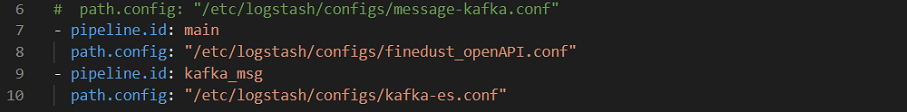 6 #  path.config: "/etc/logstash/configs/message-kafka.conf"
7 - pipeline.id: main
8   path.config: "/etc/logstash/configs/finedust_openAPI.conf"
9 - pipeline.id: kafka_msg
10   path.config: "/etc/logstash/configs/kafka-es.conf"